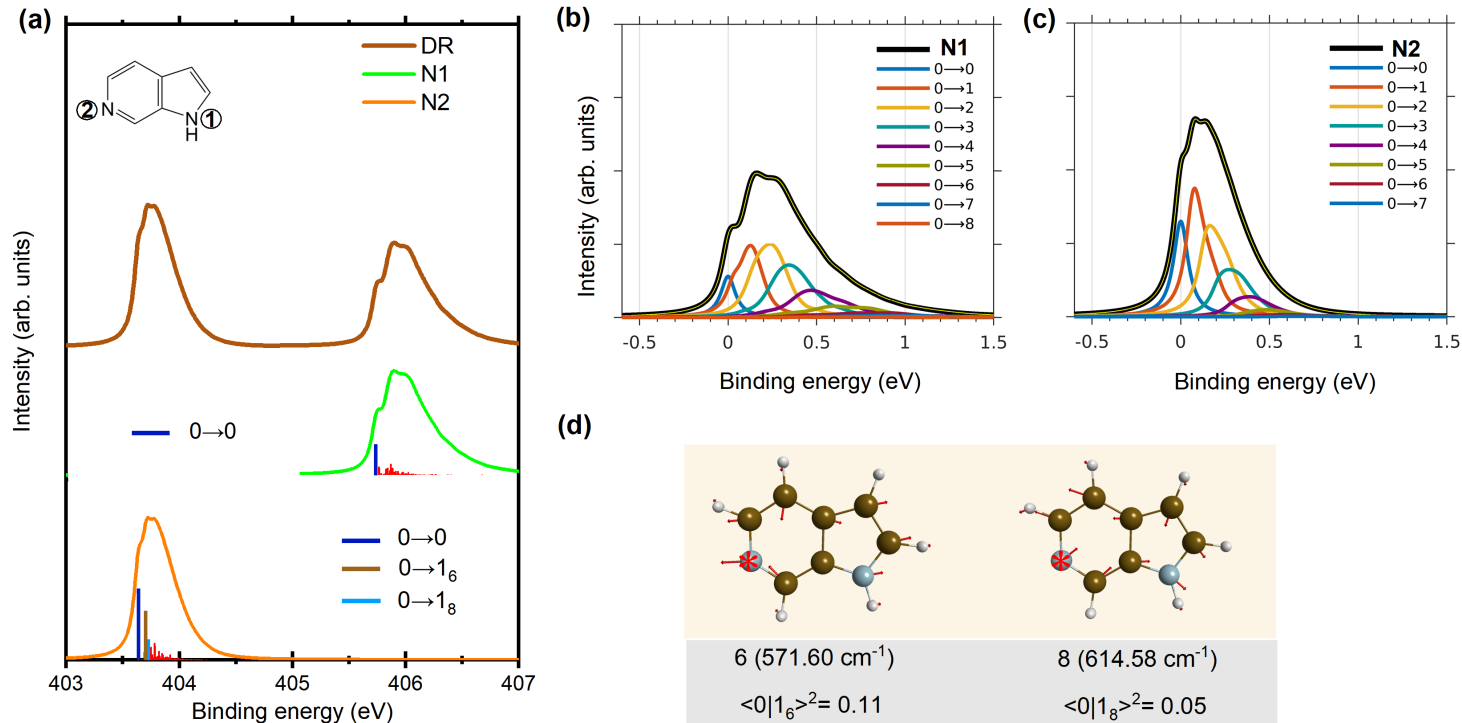 (a)
DR
N1
N2
2
N
N
H
1
0→0
0→0
0→1₆
0→1₈
Intensity (arb. units)
403 404 405 406 407
Binding energy (eV)
(b)
N1
0→0
0→1
0→2
0→3
0→4
0→5
0→6
0→7
0→8
Intensity (arb. units)
-0.5 0 0.5 1 1.5
Binding energy (eV)
(c)
N2
0→0
0→1
0→2
0→3
0→4
0→5
0→6
0→7
-0.5 0 0.5 1 1.5
Binding energy (eV)
(d)
6 (571.60 cm⁻¹) 8 (614.58 cm⁻¹)
<0|1₆>²= 0.11 <0|1₈>²= 0.05